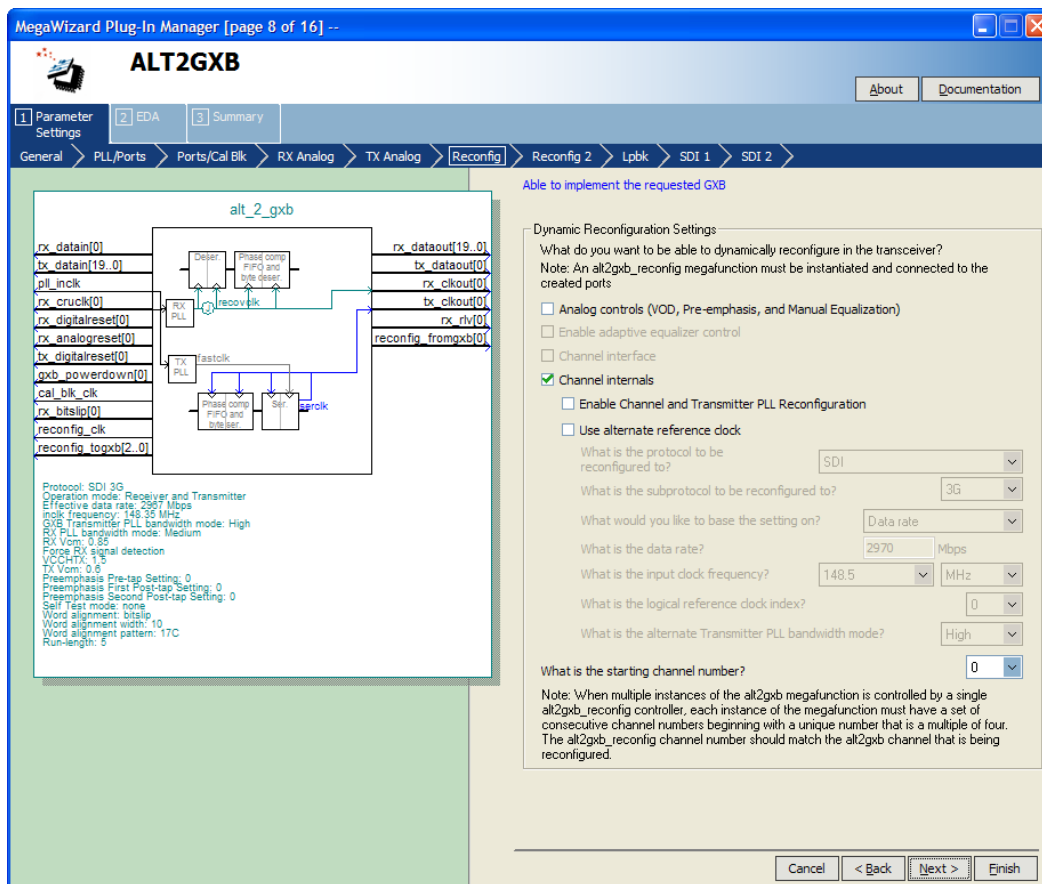 MegaWizard Plug-In Manager [page 8 of 16] --
ALT2GXB
About
Documentation
1 Parameter Settings
2 EDA
3 Summary
General
PLL/Ports
Ports/Cal Blk
RX Analog
TX Analog
Reconfig
Reconfig 2
Lpbk
SDI 1
SDI 2
alt_2_gxb
rx_datain[0]
tx_datain[19..0]
pll_inclk
rx_cruclk[0]
rx_digitalreset[0]
rx_analogreset[0]
tx_digitalreset[0]
gxb_powerdown[0]
cal_blk_clk
rx_bitslip[0]
reconfig_clk
reconfig_togxb[2..0]
Deser.
Phase comp
FIFO and
byte deser.
RX
PLL
recovclk
TX
PLL
fastclk
Phase comp
FIFO and
byte ser.
Ser.
serclk
rx_dataout[19..0]
tx_dataout[0]
rx_clkout[0]
tx_clkout[0]
rx_rlv[0]
reconfig_fromgxb[0]
Protocol: SDI 3G
Operation mode: Receiver and Transmitter
Effective data rate: 2967 Mbps
inclk frequency: 148.35 MHz
GXB Transmitter PLL bandwidth mode: High
RX PLL bandwidth mode: Medium
RX Vcm: 0.85
Force RX signal detection
VCCHTX: 1.5
TX Vcm: 0.6
Preemphasis Pre-tap Setting: 0
Preemphasis First Post-tap Setting: 0
Preemphasis Second Post-tap Setting: 0
Self Test mode: none
Word alignment: bitslip
Word alignment width: 10
Word alignment pattern: 17C
Run-length: 5
Able to implement the requested GXB
Dynamic Reconfiguration Settings
What do you want to be able to dynamically reconfigure in the transceiver?
Note: An alt2gxb_reconfig megafunction must be instantiated and connected to the
created ports
Analog controls (VOD, Pre-emphasis, and Manual Equalization)
Enable adaptive equalizer control
Channel interface
Channel internals
Enable Channel and Transmitter PLL Reconfiguration
Use alternate reference clock
What is the protocol to be
reconfigured to?
SDI
What is the subprotocol to be reconfigured to?
3G
What would you like to base the setting on?
Data rate
What is the data rate?
2970
Mbps
What is the input clock frequency?
148.5
MHz
What is the logical reference clock index?
0
What is the alternate Transmitter PLL bandwidth mode?
High
What is the starting channel number?
0
Note: When multiple instances of the alt2gxb megafunction is controlled by a single
alt2gxb_reconfig controller, each instance of the megafunction must have a set of
consecutive channel numbers beginning with a unique number that is a multiple of four.
The alt2gxb_reconfig channel number should match the alt2gxb channel that is being
reconfigured.
Cancel
< Back
Next >
Finish